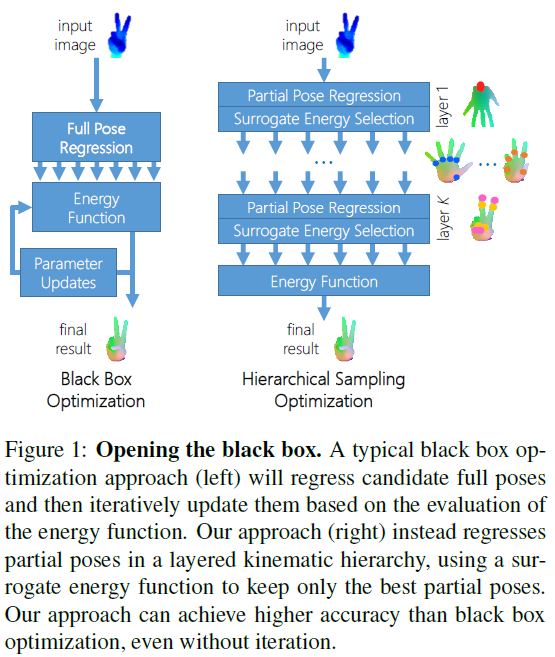 input
image
Full Pose
Regression
Energy
Function
Parameter
Updates
final
result
Black Box
Optimization
input
image
Partial Pose Regression
Surrogate Energy Selection
layer 1
...
...
Partial Pose Regression
Surrogate Energy Selection
layer K
Energy Function
final
result
Hierarchical Sampling
Optimization
Figure 1: Opening the black box. A typical black box op-
timization approach (left) will regress candidate full poses
and then iteratively update them based on the evaluation of
the energy function. Our approach (right) instead regresses
partial poses in a layered kinematic hierarchy, using a sur-
rogate energy function to keep only the best partial poses.
Our approach can achieve higher accuracy than black box
optimization, even without iteration.